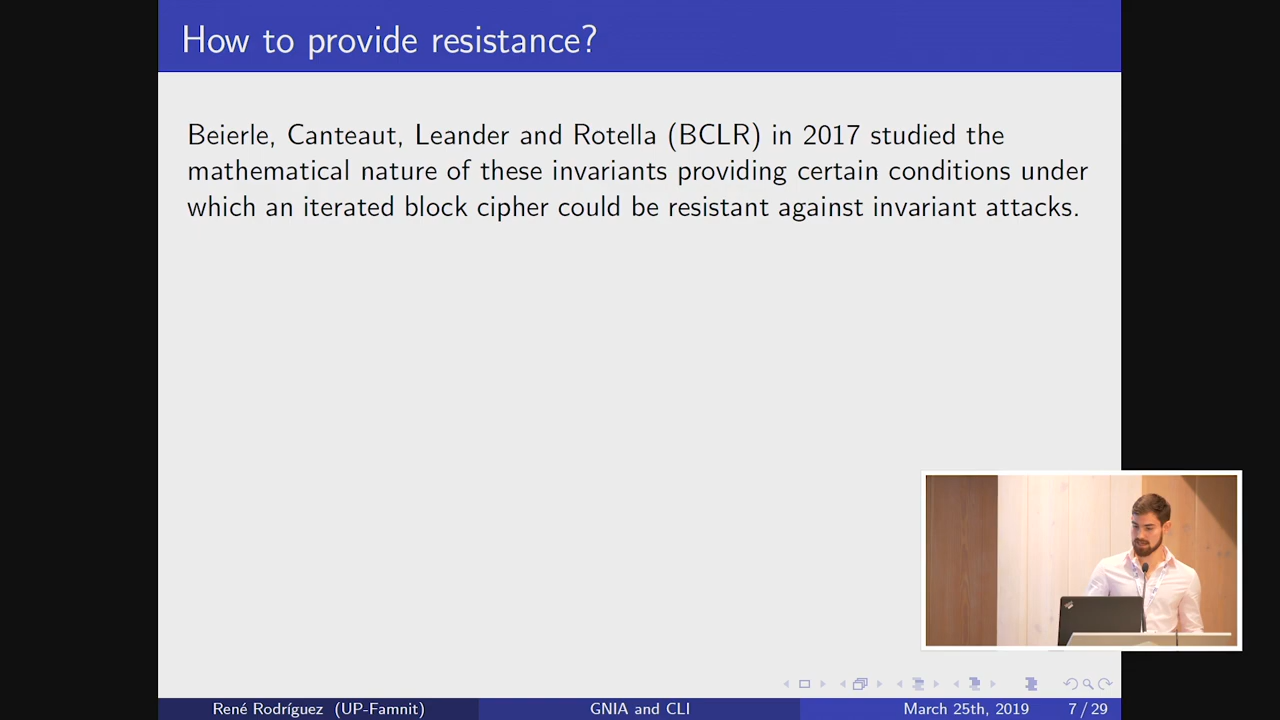 How to provide resistance?
Beierle, Canteaut, Leander and Rotella (BCLR) in 2017 studied the
mathematical nature of these invariants providing certain conditions under
which an iterated block cipher could be resistant against invariant attacks.
René Rodríguez (UP-Famnit) GNIA and CLI March 25th, 2019 7 / 29